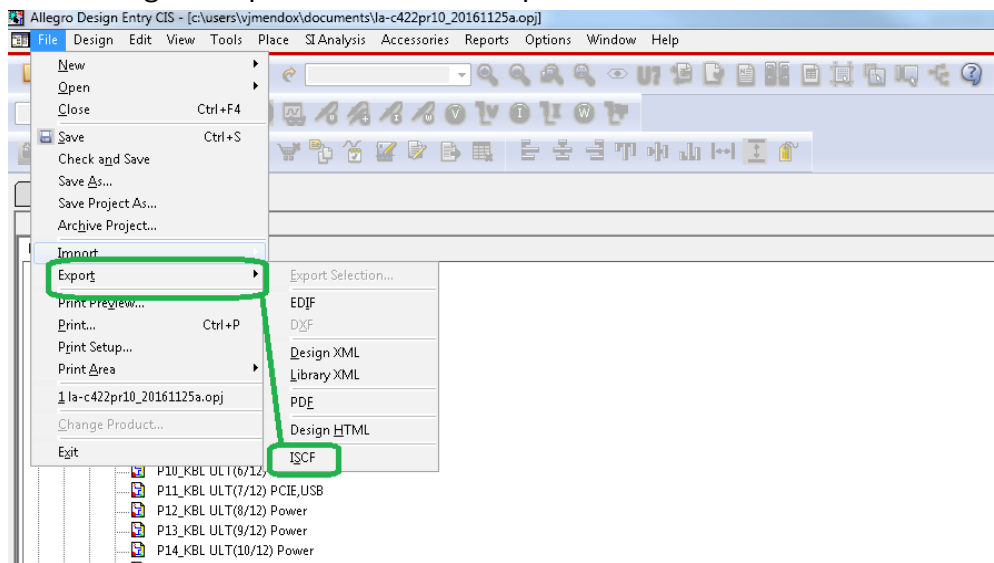 Allegro Design Entry CIS - [c:\users\vjmendox\documents\la-c422pr10_20161125a.opj]
File Design Edit View Tools Place SI Analysis Accessories Reports Options Window Help
New
Open
Close Ctrl+F4
Save Ctrl+S
Check and Save
Save As...
Save Project As...
Archive Project...
Import
Export
Export Selection...
Print Preview...
EDIF
Print... Ctrl+P
DXF
Print Setup...
Design XML
Print Area
Library XML
1 la-c422pr10_20161125a.opj
PDF
Change Product...
Design HTML
Exit
ISCF
P10_KBL ULT(6/12)
P11_KBL ULT(7/12) PCIE,USB
P12_KBL ULT(8/12) Power
P13_KBL ULT(9/12) Power
P14_KBL ULT(10/12) Power